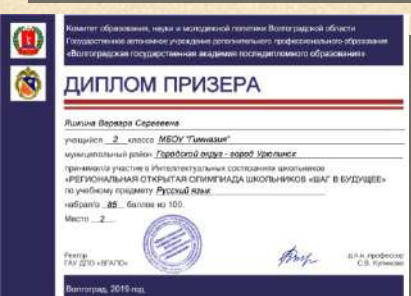 Комитет образования, науки и молодежной политики Волгоградской области
Государственное автономное учреждение дополнительного профессионального образования
«Волгоградская государственная академия последипломного образования»
ДИПЛОМ ПРИЗЕРА
Яшкина Варвара Сергеевна
учащийся 2 класса МБОУ "Гимназия"
муниципальный район Городской округа - город Урюпинск
принимал/а участие в Интеллектуальных состязаниях школьников
«РЕГИОНАЛЬНАЯ ОТКРЫТАЯ ОЛИМПИАДА ШКОЛЬНИКОВ «ШАГ В БУДУЩЕЕ»
по учебному предмету Русский язык
набрал/а 85 баллов из 100.
Место 2
Ректор
ГАУ ДПО «ВГАПО»
д.п.н. профессор
С.В. Куликова
Волгоград, 2019 год